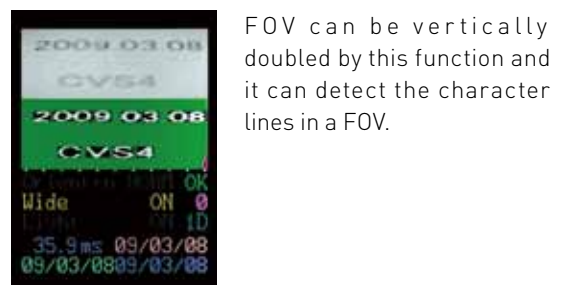 2009 03 08
CVS4
2009 03 08
CVS4
OK
Wide ON 0
Light ON 1D
35.9ms 09/03/08
09/03/0809/03/08
FOV can be vertically
doubled by this function and
it can detect the character
lines in a FOV.